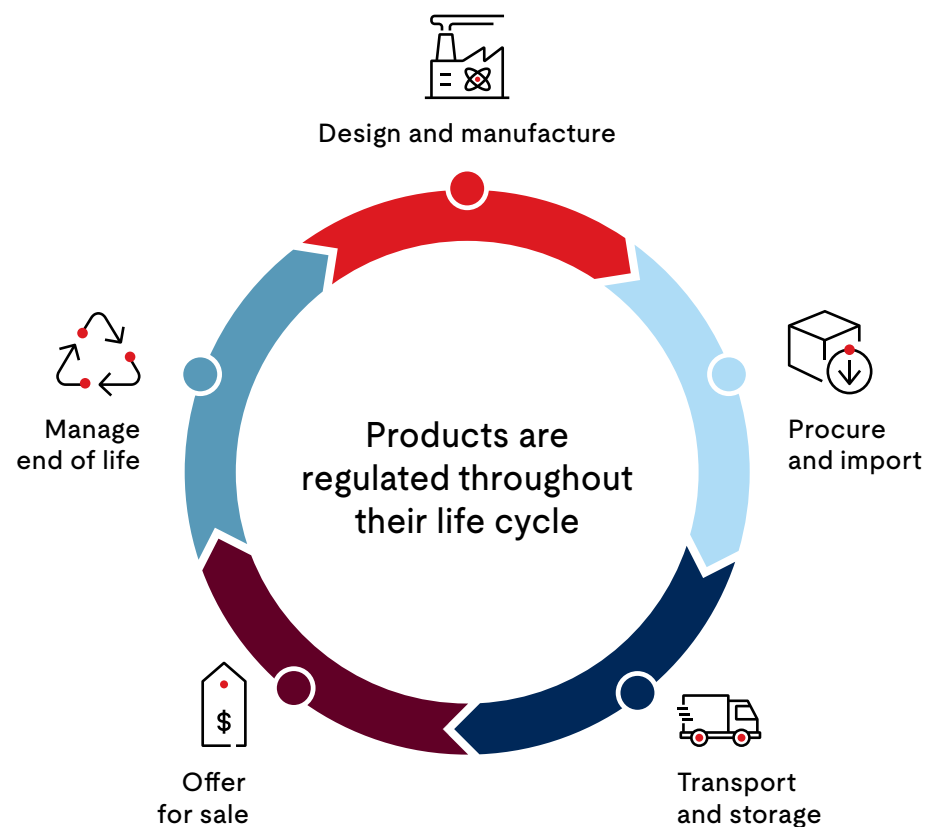 Design and manufacture
Procure
and import
Transport
and storage
Offer
for sale
$
Manage
end of life
Products are
regulated throughout
their life cycle